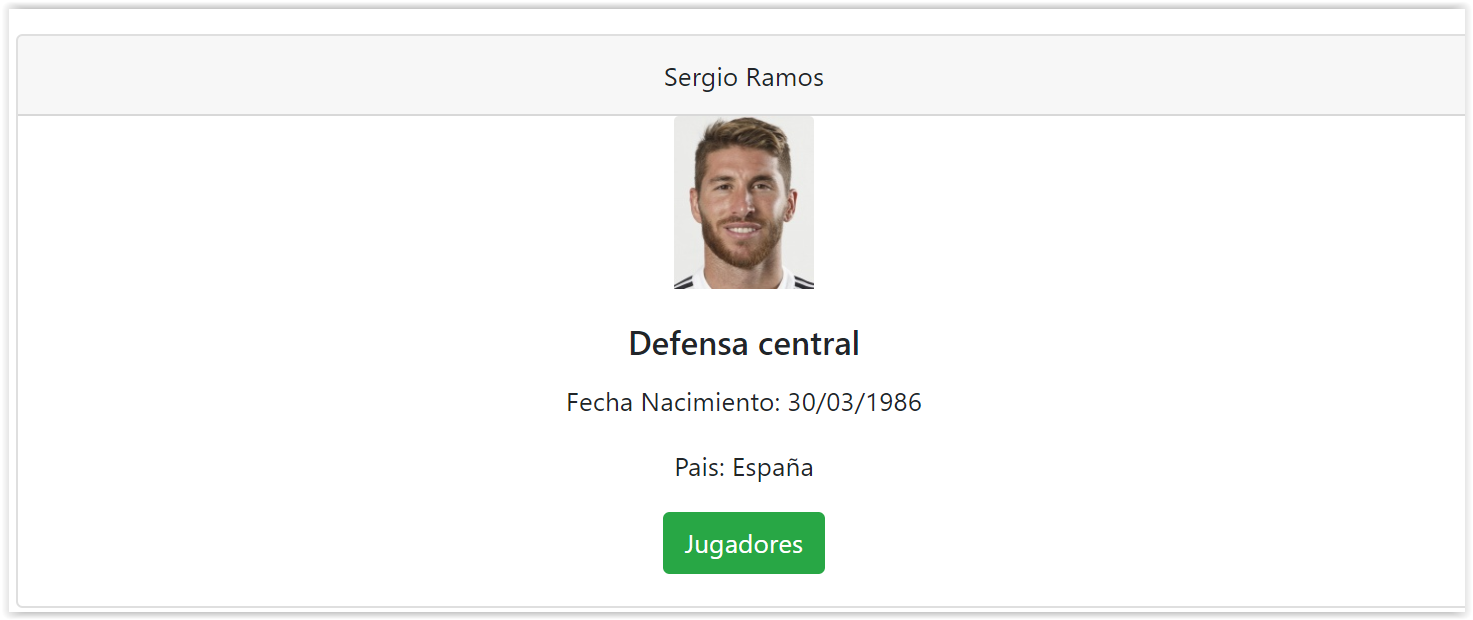 Sergio Ramos
Defensa central
Fecha Nacimiento: 30/03/1986
Pais: España
Jugadores